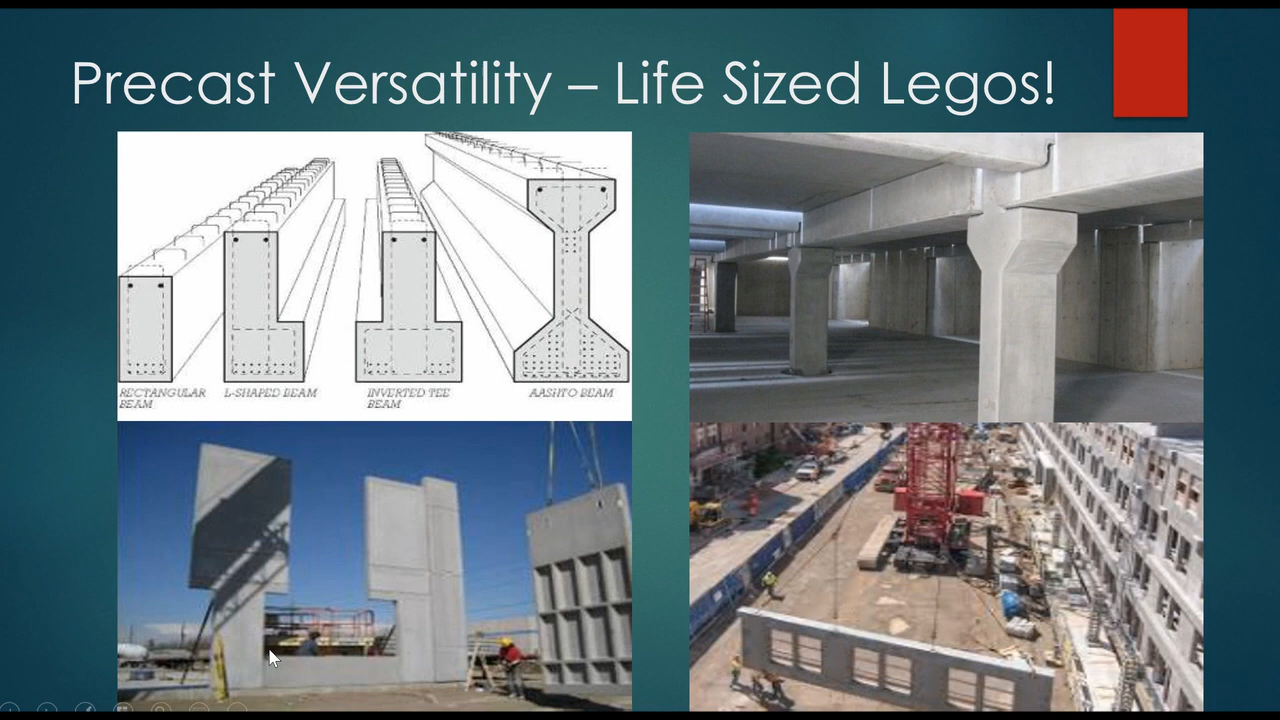 Precast Versatility – Life Sized Legos!
RECTANGULAR
BEAM
L-SHAPED BEAM
INVERTED TEE
BEAM
AASHTO BEAM